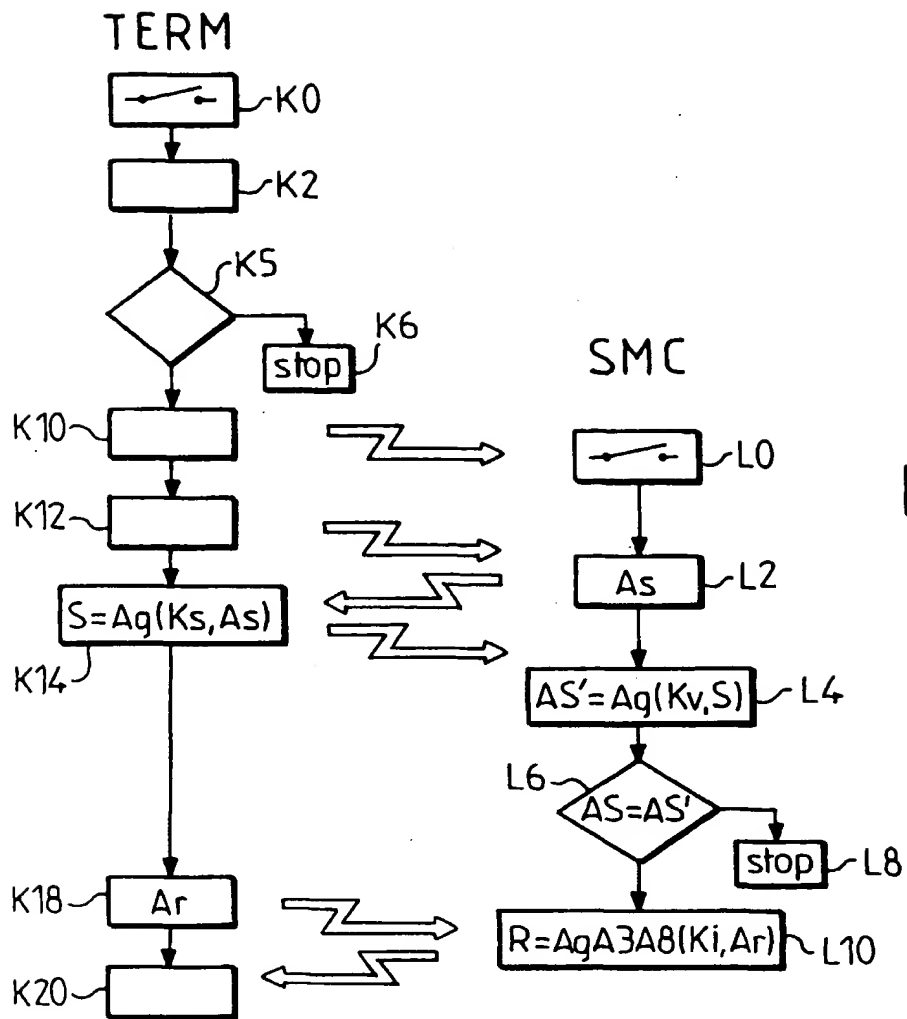 TERM
K0
K2
K5
K6
stop
SMC
K10
L0
K12
As
L2
S=Ag(Ks,As)
K14
AS'=Ag(Kv,S)
L4
L6
AS=AS'
stop
L8
K18
Ar
R=AgA3A8(Ki,Ar)
L10
K20